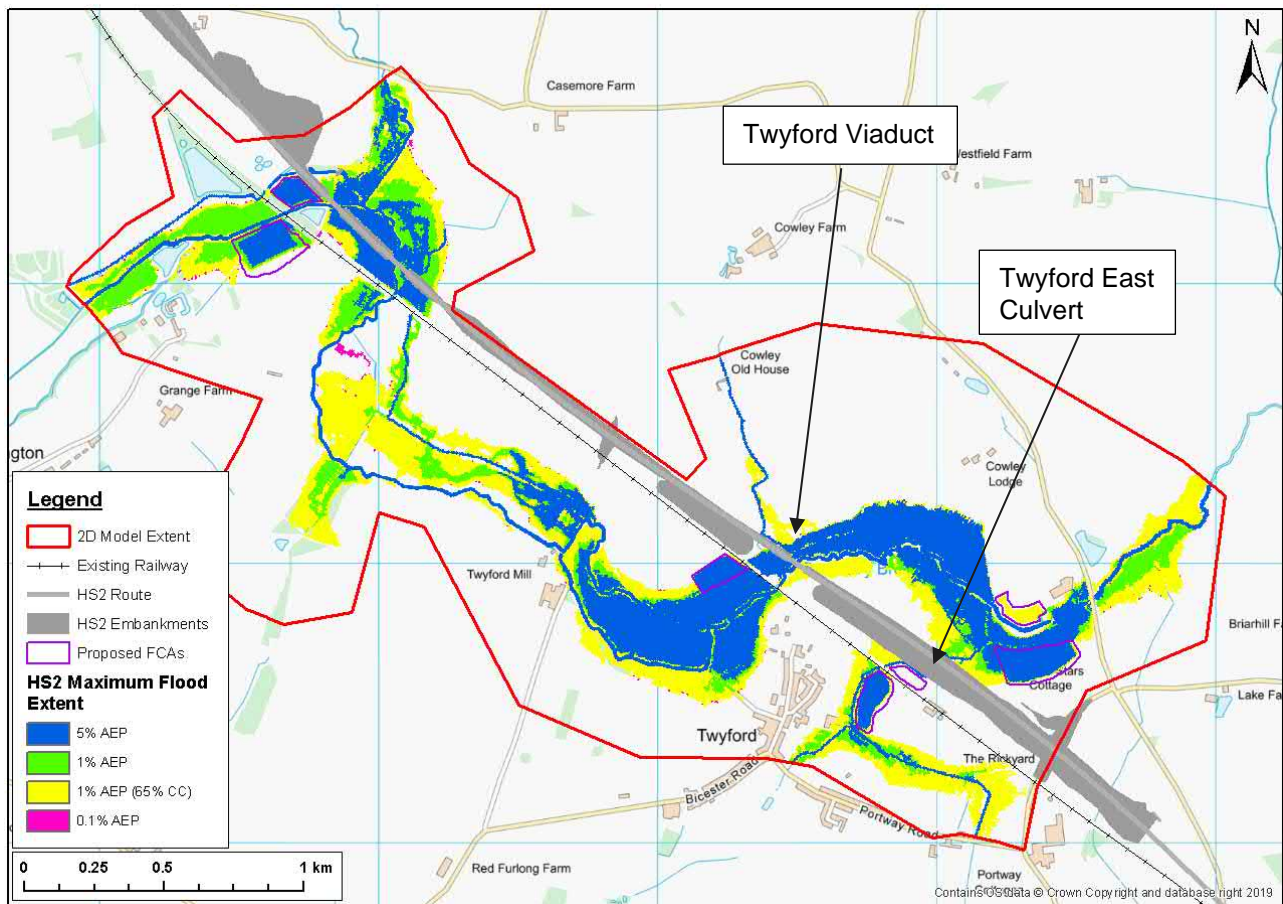 N
Casemore Farm
Twyford Viaduct
Westfield Farm
Cowley Farm
Twyford East
Culvert
Cowley
Old House
Grange Farm
Cowley
Lodge
Twyford Mill
Briarhill
Cottage
Lake
Twyford
The Rickyard
Bicester Road
Portway Road
Red Furlong Farm
Portway
Legend
2D Model Extent
Existing Railway
HS2 Route
HS2 Embankments
Proposed FCAs
HS2 Maximum Flood
Extent
5% AEP
1% AEP
1% AEP (65% CC)
0.1% AEP
0 0.25 0.5 1 km
Contains OS data © Crown Copyright and database right 2019